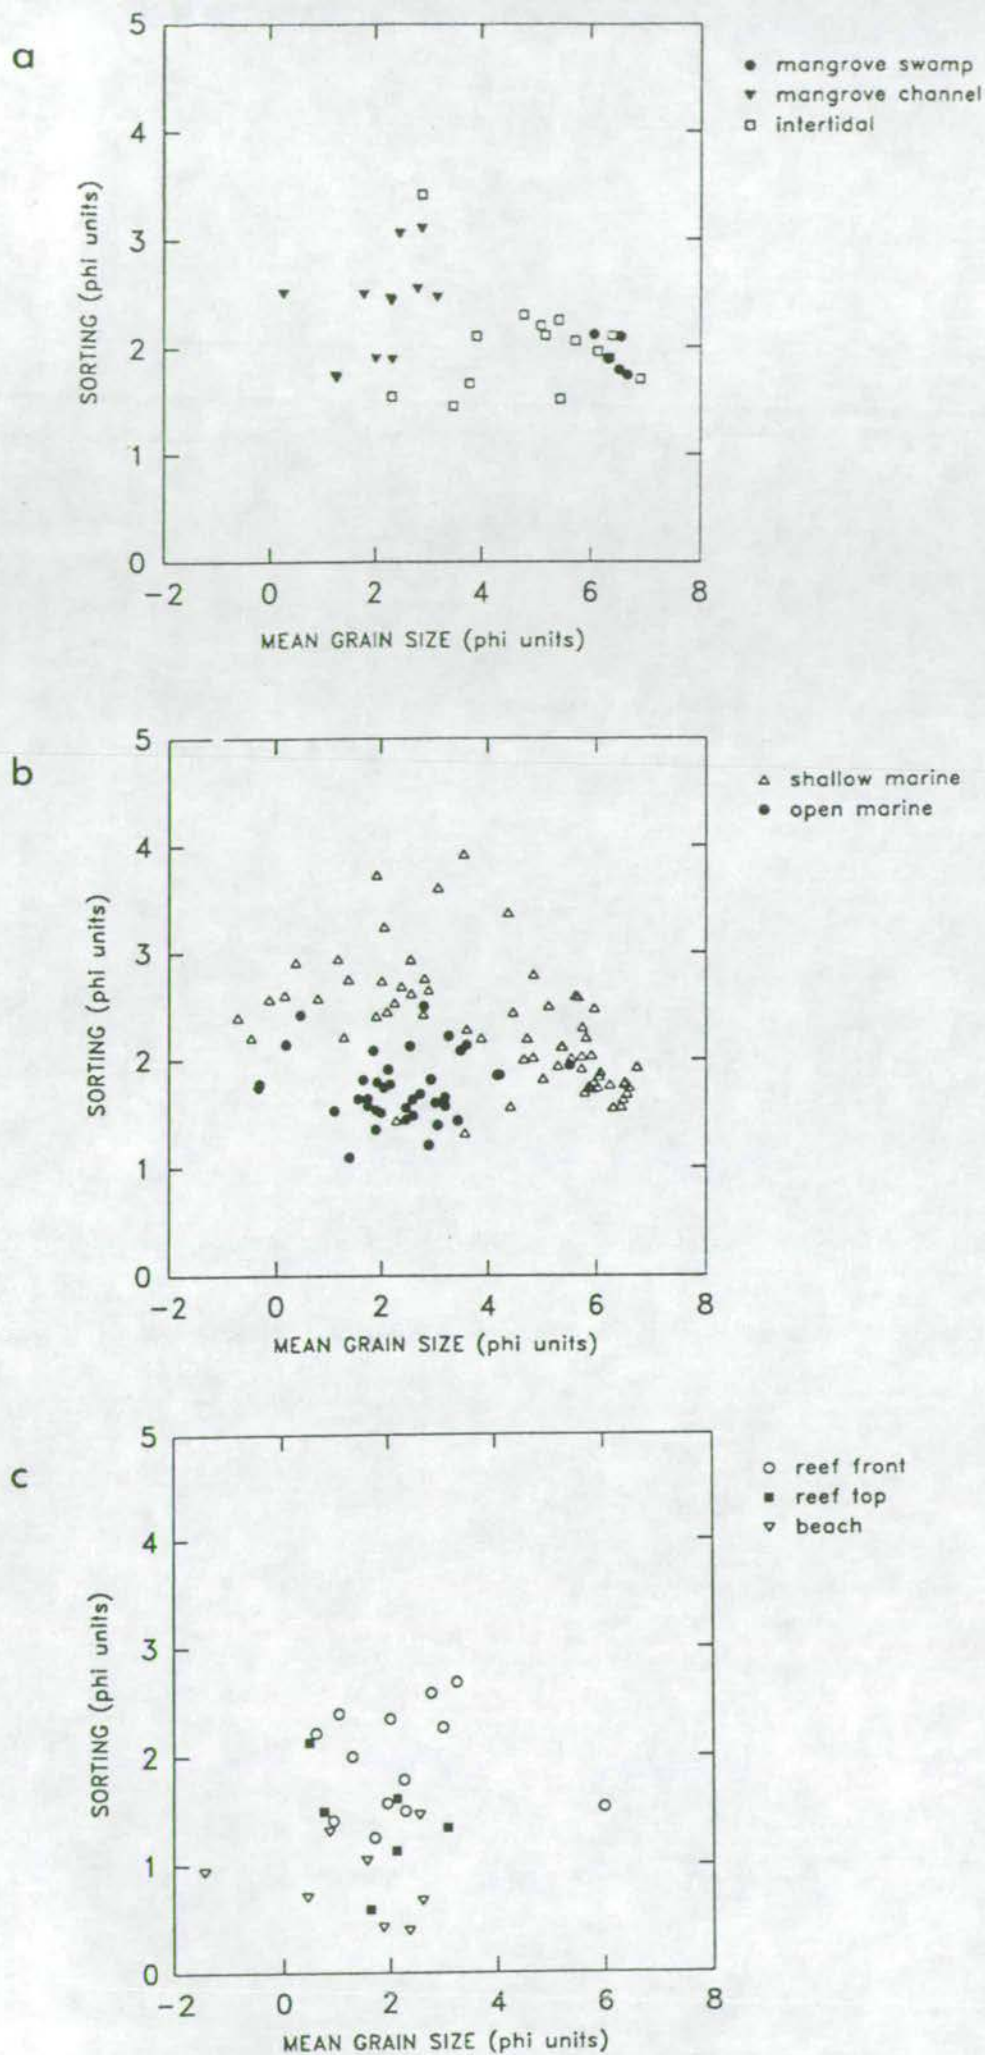 a
5
4
3
2
1
0
SORTING (phi units)
-2 0 2 4 6 8
MEAN GRAIN SIZE (phi units)
mangrove swamp
mangrove channel
intertidal
b
5
4
3
2
1
0
SORTING (phi units)
-2 0 2 4 6 8
MEAN GRAIN SIZE (phi units)
shallow marine
open marine
c
5
4
3
2
1
0
SORTING (phi units)
-2 0 2 4 6 8
MEAN GRAIN SIZE (phi units)
reef front
reef top
beach